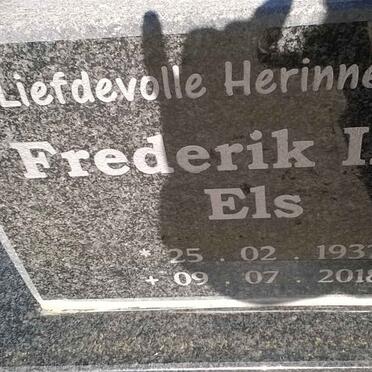 Liefdevolle Herinne
Frederik
Els
* 25 . 02 . 193
+ 09 . 07 . 2018